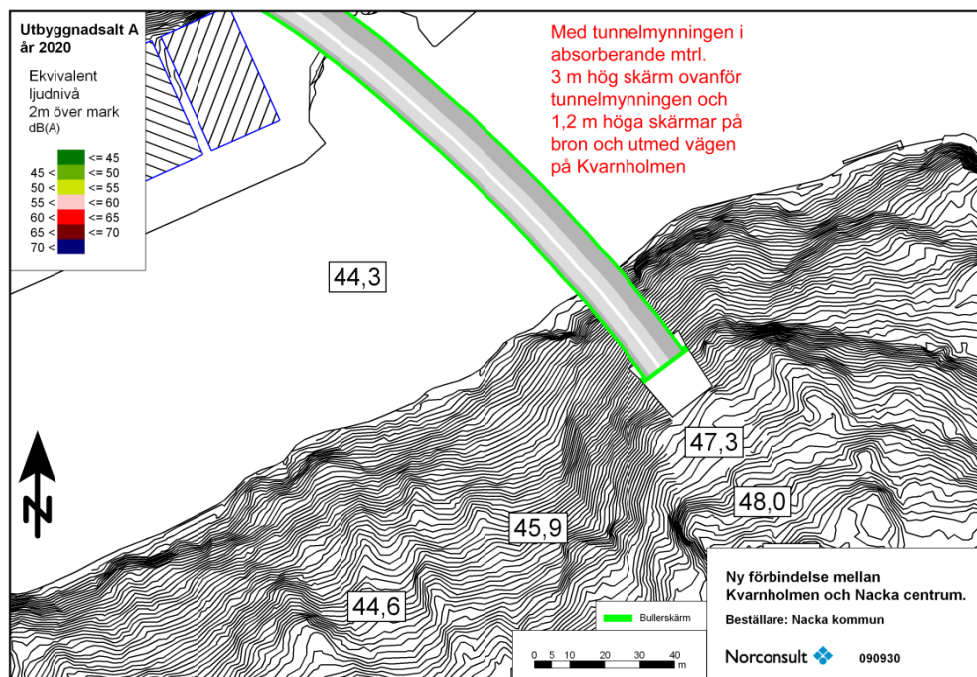 Utbyggnadsalt A
år 2020
Ekvivalent
ljudnivå
2m över mark
dB(A)
<= 45
45 < <= 50
50 < <= 55
55 < <= 60
60 < <= 65
65 < <= 70
70 <
Med tunnelmynningen i
absorberande mtrl.
3 m hög skärm ovanför
tunnelmynningen och
1,2 m höga skärmar på
bron och utmed vägen
på Kvarnholmen
44,3
47,3
48,0
45,9
44,6
N
Bullerskärm
0 5 10 20 30 40
m
Ny förbindelse mellan
Kvarnholmen och Nacka centrum.
Beställare: Nacka kommun
Norconsult 090930